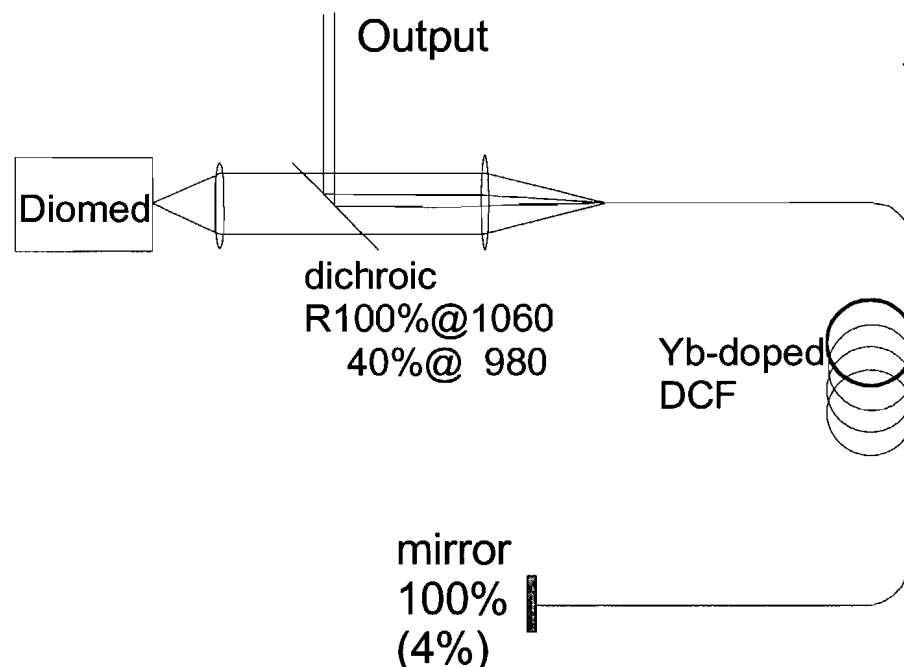 Output
Diomed
dichroic
R100%@1060
40%@ 980
Yb-doped
DCF
mirror
100%
(4%)